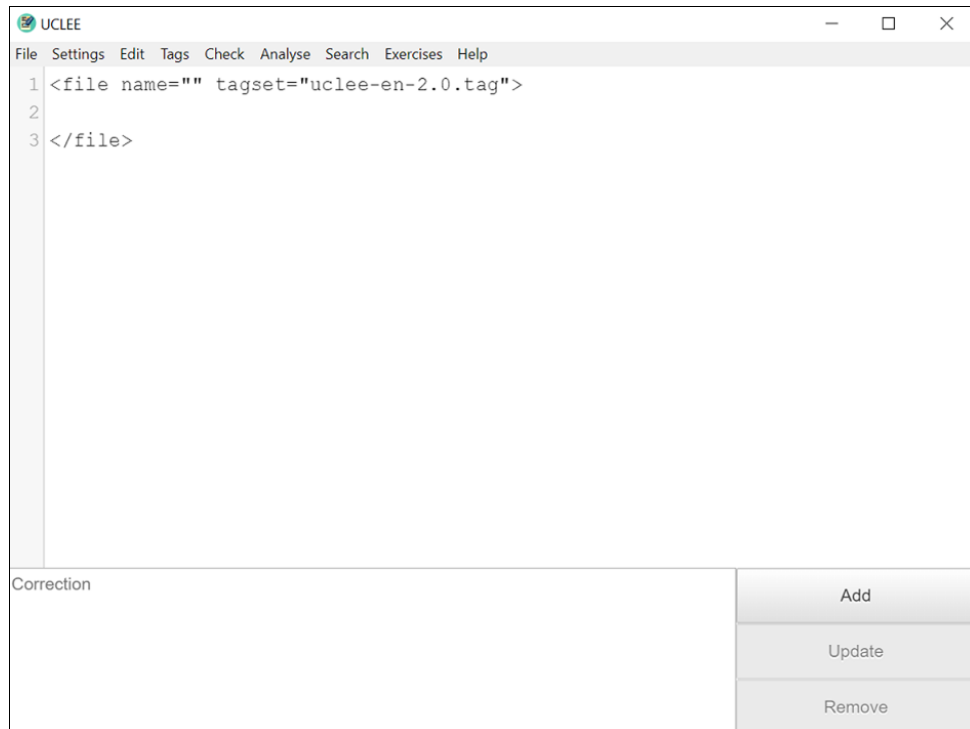 UCLEE
File Settings Edit Tags Check Analyse Search Exercises Help
1 <file name="" tagset="uclee-en-2.0.tag">
2
3 </file>
Correction
Add
Update
Remove